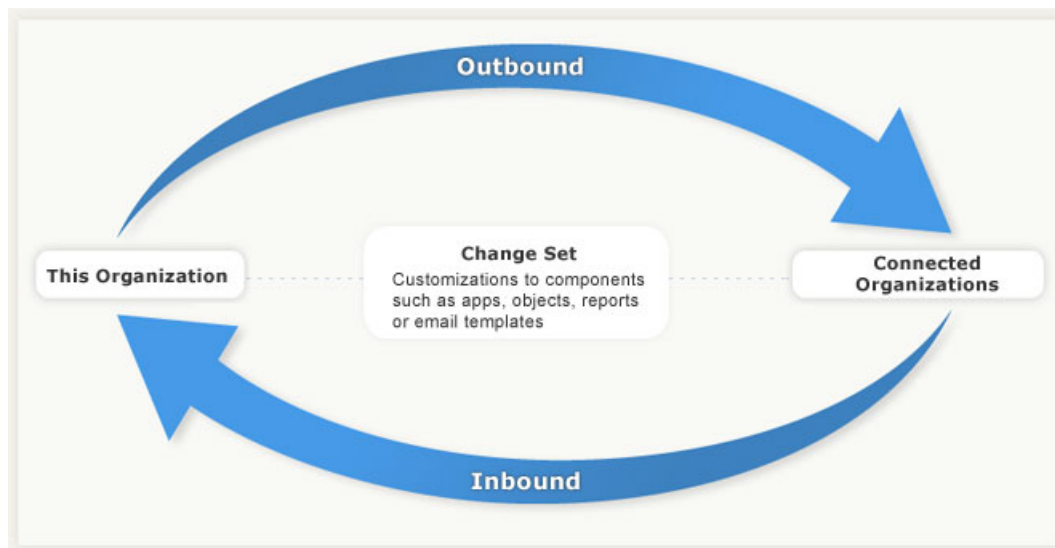 Outbound
This Organization
Change Set
Customizations to components
such as apps, objects, reports
or email templates
Connected
Organizations
Inbound